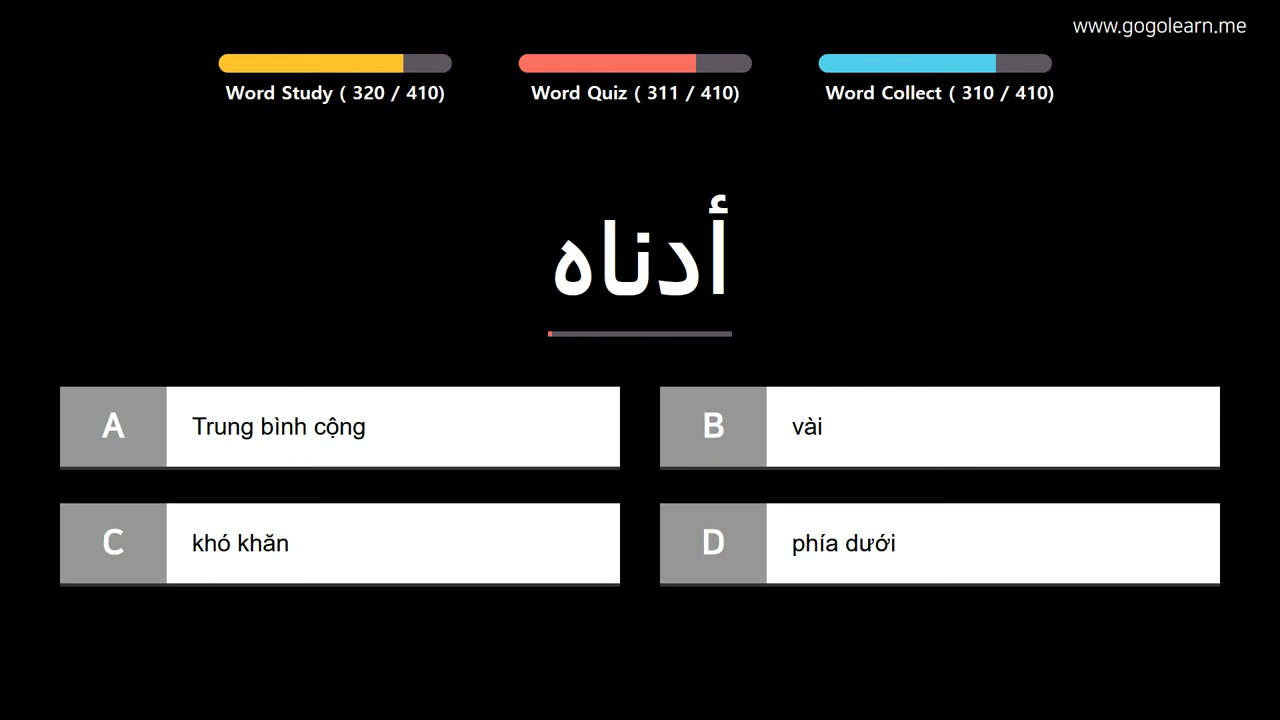 www.gogolearn.me
Word Study ( 320 / 410)
Word Quiz ( 311 / 410)
Word Collect ( 310 / 410)
أدناه
A Trung bình cộng
B vài
C khó khăn
D phía dưới